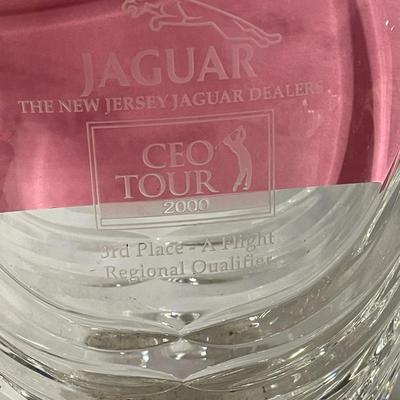 JAGUAR
THE NEW JERSEY JAGUAR DEALERS
CEO
TOUR
2000
3rd Place - A Flight
Regional Qualifier